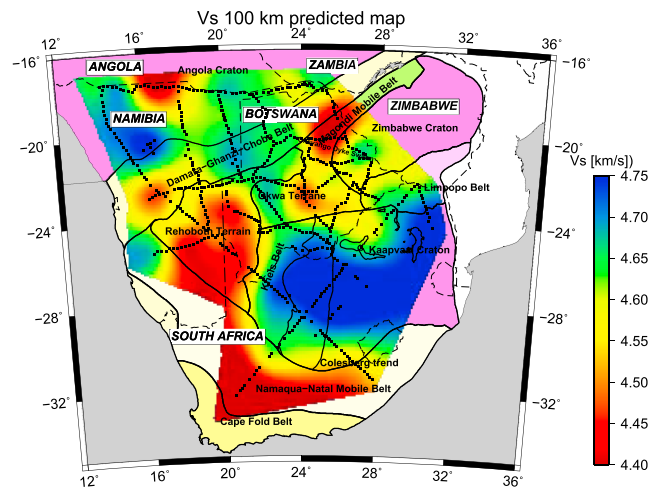 Vs 100 km predicted map
12° 16° 20° 24° 28° 32° 36°
−16° −16°
ANGOLA Angola Craton ZAMBIA
Magondi Mobile Belt
ZIMBABWE
NAMIBIA BOTSWANA
Zimbabwe Craton
−20° −20°
Damara−Ghanzi−Chobe Belt
Vs [km/s])
Limpopo Belt
Okwa Terrane
−24° −24°
Rehoboth Terrain
Kaapvaal Craton
Kheis Belt
−28° −28°
SOUTH AFRICA
Colesberg trend
Namaqua−Natal Mobile Belt
−32° −32°
Cape Fold Belt
12° 16° 20° 24° 28° 32° 36°
4.75
4.70
4.65
4.60
4.55
4.50
4.45
4.40